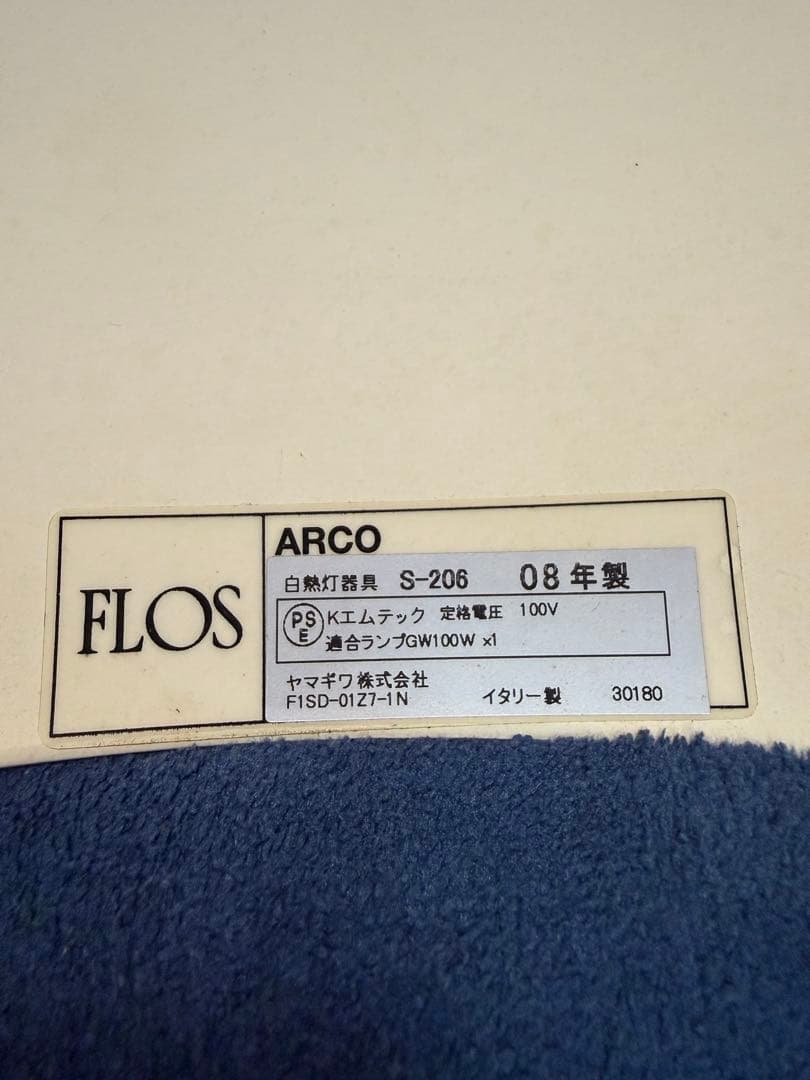 FLOS
ARCO
白熱灯器具 S-206 08年製
PSE Kエムテック 定格電圧 100V
適合ランプGW100W ×1
ヤマギワ株式会社
F1SD-01Z7-1N イタリー製 30180